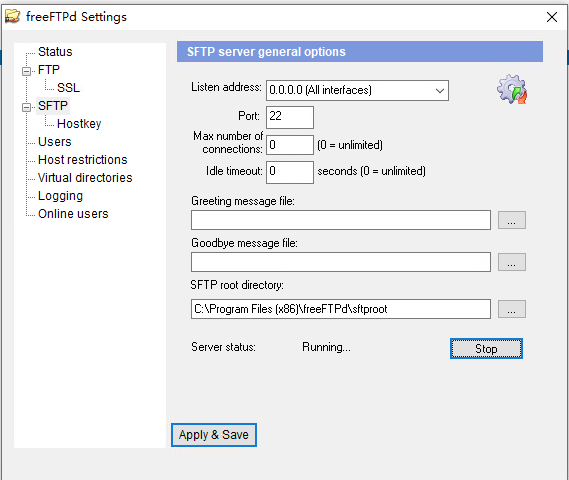 freeFTPd Settings
Status
FTP
SSL
SFTP
Hostkey
Users
Host restrictions
Virtual directories
Logging
Online users
SFTP server general options
Listen address: 0.0.0.0 (All interfaces)
Port: 22
Max number of
connections: 0 (0 = unlimited)
Idle timeout: 0 seconds (0 = unlimited)
Greeting message file:
...
Goodbye message file:
...
SFTP root directory:
C:\Program Files (x86)\freeFTPd\sftproot ...
Server status: Running... Stop
Apply & Save